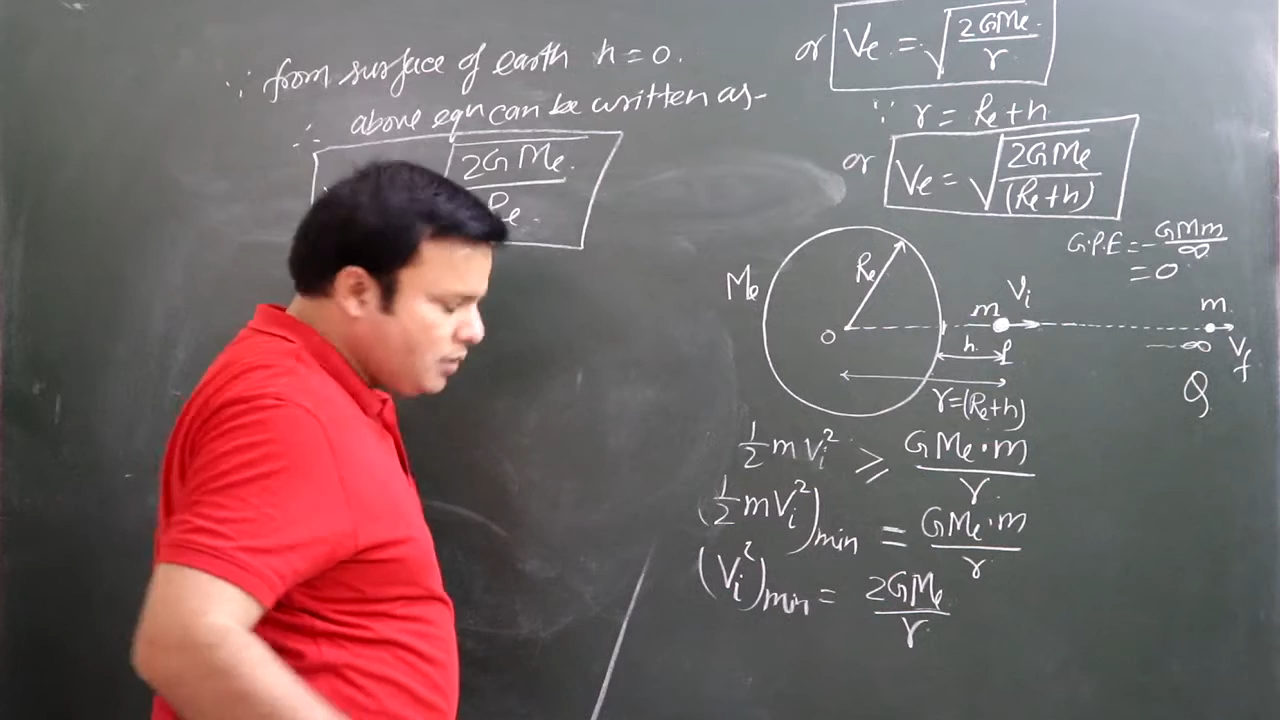 ∵ from surface of earth h = 0.
∴ above eqn can be written as-
√(2GMe/Re)
or Ve = √(2GMe/r)
∵ r = Re+h
or Ve = √(2GMe/(Re+h))
G.P.E = -GMm/∞
= 0
Me
Re
O
m
Vi
h
P
r=(Re+h)
m
∞
Vf
Q
½mVi² ≥ GMe·m/r
(½mVi²)min = GMe·m/r
(Vi²)min = 2GMe/r